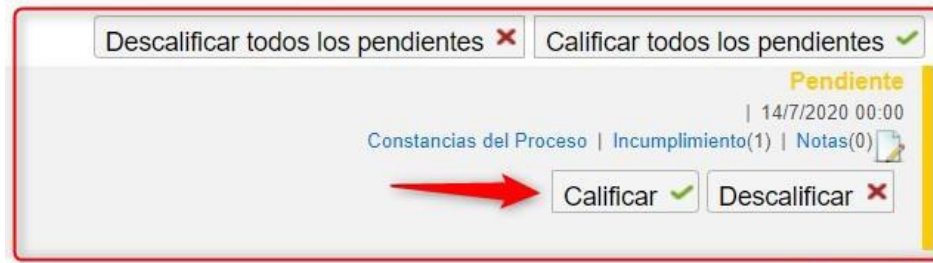 Descalificar todos los pendientes Calificar todos los pendientes
Pendiente
| 14/7/2020 00:00
Constancias del Proceso | Incumplimiento(1) | Notas(0)
Calificar Descalificar